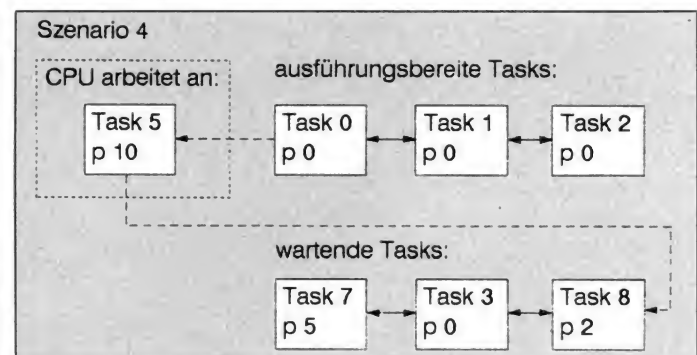 Szenario 4
CPU arbeitet an:
ausführungsbereite Tasks:
Task 5
p 10
Task 0
p 0
Task 1
p 0
Task 2
p 0
wartende Tasks:
Task 7
p 5
Task 3
p 0
Task 8
p 2